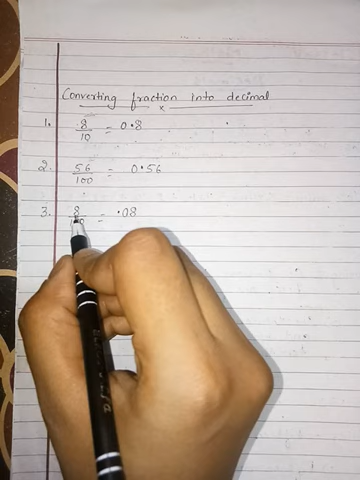 Converting fraction into decimal
x
1. 8/10 = 0.8
2. 56/100 = 0.56
3. 8/ = .08